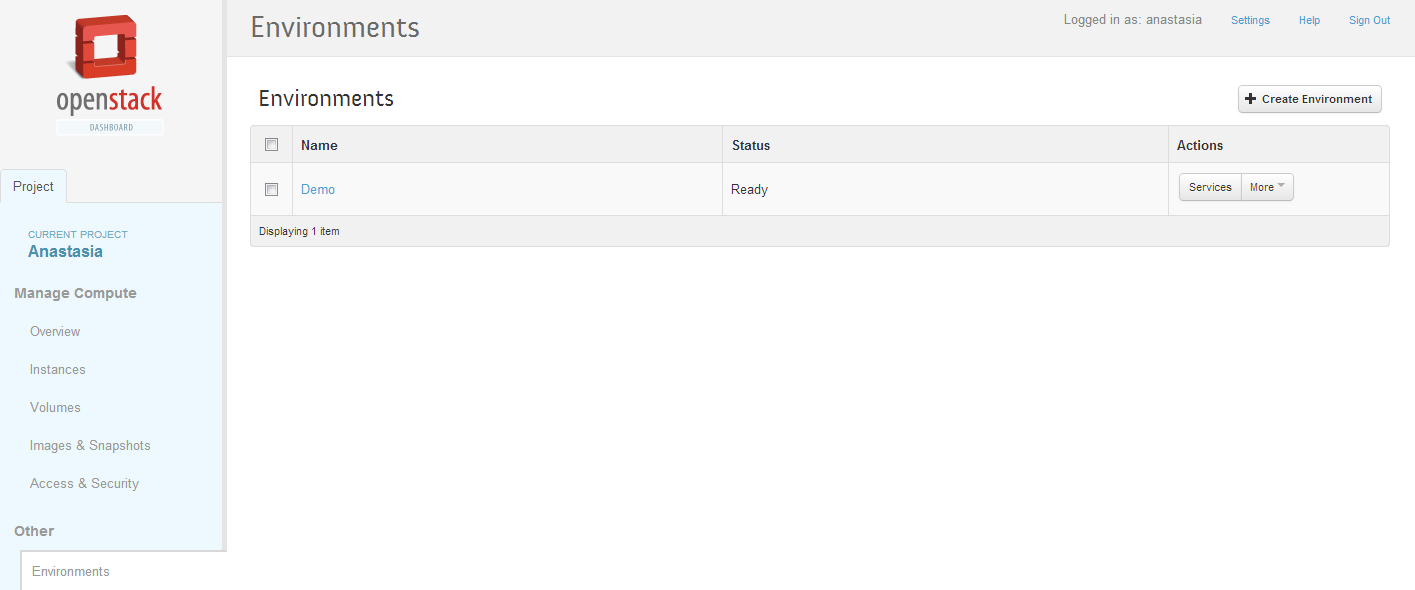 openstack
DASHBOARD
Project
CURRENT PROJECT
Anastasia
Manage Compute
Overview
Instances
Volumes
Images & Snapshots
Access & Security
Other
Environments
Environments
Logged in as: anastasia Settings Help Sign Out
Environments
Create Environment
Name Status Actions
Demo Ready Services More
Displaying 1 item